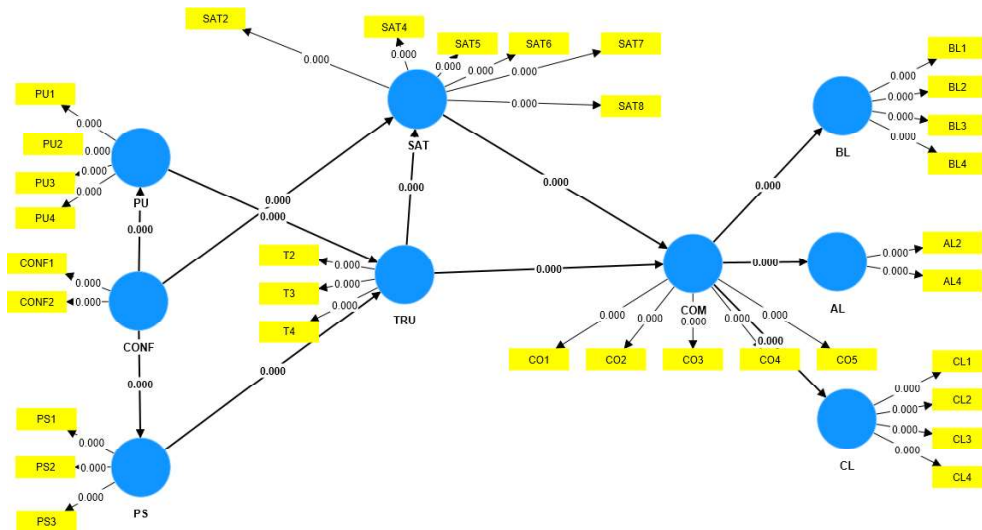 SAT2
SAT4
SAT5
SAT6
SAT7
SAT8
0.000
0.000
0.000
0.000
0.000
0.000
SAT
PU1
PU2
PU3
PU4
0.000
0.000
0.000
0.000
PU
0.000
CONF1
CONF2
0.000
0.000
CONF
0.000
PS1
PS2
PS3
0.000
0.000
0.000
PS
0.000
0.000
0.000
0.000
T2
T3
T4
0.000
0.000
0.000
TRU
0.000
0.000
COM
0.000
0.000
0.000
0.000
0.000
CO1
CO2
CO3
CO4
CO5
0.000
0.000
0.000
BL
0.000
0.000
0.000
0.000
BL1
BL2
BL3
BL4
AL
0.000
0.000
AL2
AL4
CL
0.000
0.000
0.000
0.000
CL1
CL2
CL3
CL4